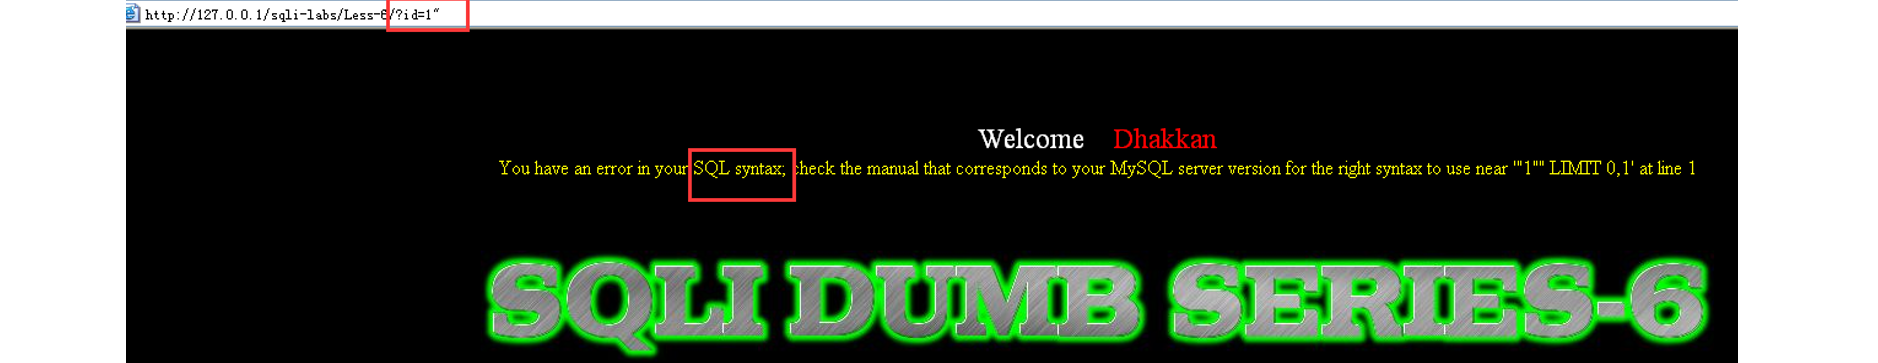 http://127.0.0.1/sqli-labs/Less-6/?id=1"
Welcome Dhakkan
You have an error in your SQL syntax; check the manual that corresponds to your MySQL server version for the right syntax to use near '"1"" LIMIT 0,1' at line 1
SQLI DUMB SERIES-6